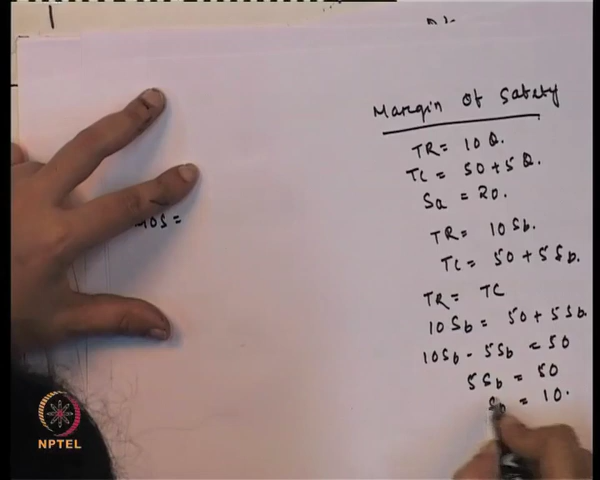 Margin of Safety
TR = 10 Q.
TC = 50 + 5 Q.
Sa = 20.
TR = 10 Sb.
TC = 50 + 5 Sb.
TR = TC
10 Sb = 50 + 5 Sb.
10 Sb - 5 Sb = 50
5 Sb = 50
Sb = 10.
MOS =
NPTEL